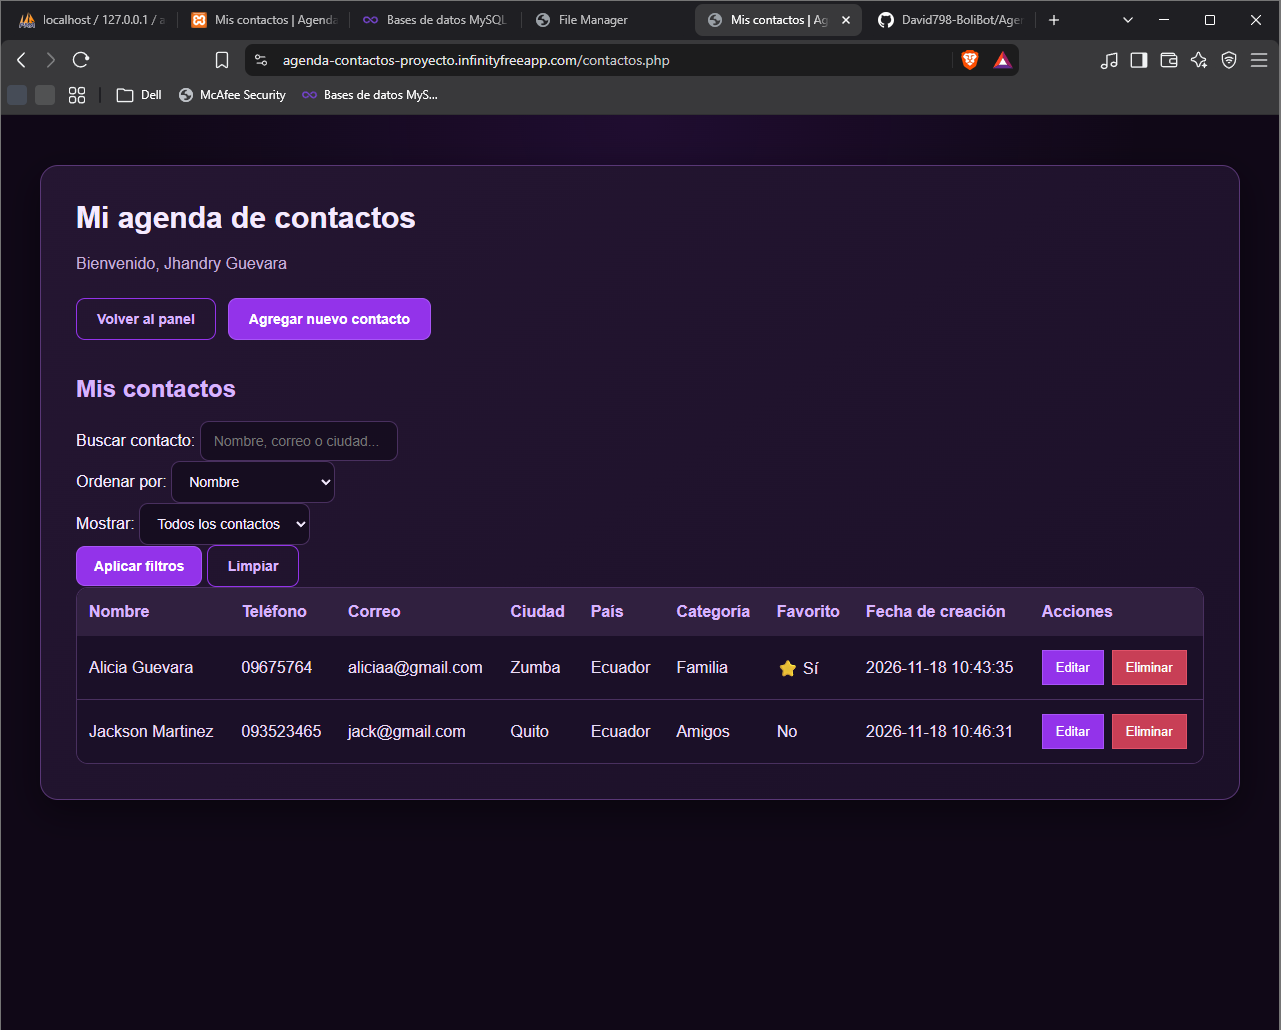 localhost / 127.0.0.1 / a
Mis contactos | Agenda
Bases de datos MySQL
File Manager
Mis contactos | Ag
David798-BoliBot/Agen
agenda-contactos-proyecto.infinityfreeapp.com/contactos.php
Dell
McAfee Security
Bases de datos MyS...
Mi agenda de contactos
Bienvenido, Jhandry Guevara
Volver al panel Agregar nuevo contacto
Mis contactos
Buscar contacto: Nombre, correo o ciudad...
Ordenar por: Nombre
Mostrar: Todos los contactos
Aplicar filtros Limpiar
Nombre Teléfono Correo Ciudad País Categoría Favorito Fecha de creación Acciones
Alicia Guevara 09675764 aliciaa@gmail.com Zumba Ecuador Familia ⭐ Sí 2026-11-18 10:43:35 Editar Eliminar
Jackson Martinez 093523465 jack@gmail.com Quito Ecuador Amigos No 2026-11-18 10:46:31 Editar Eliminar